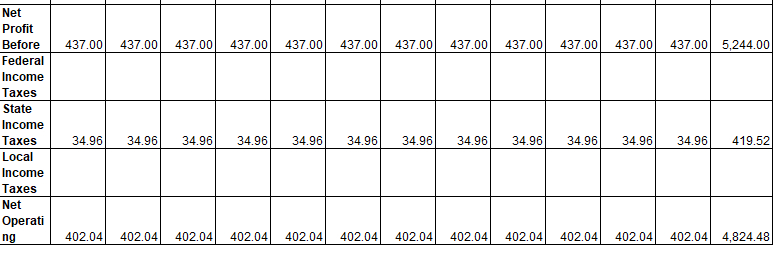 Net
Profit
Before 437.00 437.00 437.00 437.00 437.00 437.00 437.00 437.00 437.00 437.00 437.00 437.00 5,244.00
Federal
Income
Taxes
State
Income
Taxes 34.96 34.96 34.96 34.96 34.96 34.96 34.96 34.96 34.96 34.96 34.96 34.96 419.52
Local
Income
Taxes
Net
Operati
ng 402.04 402.04 402.04 402.04 402.04 402.04 402.04 402.04 402.04 402.04 402.04 402.04 4,824.48